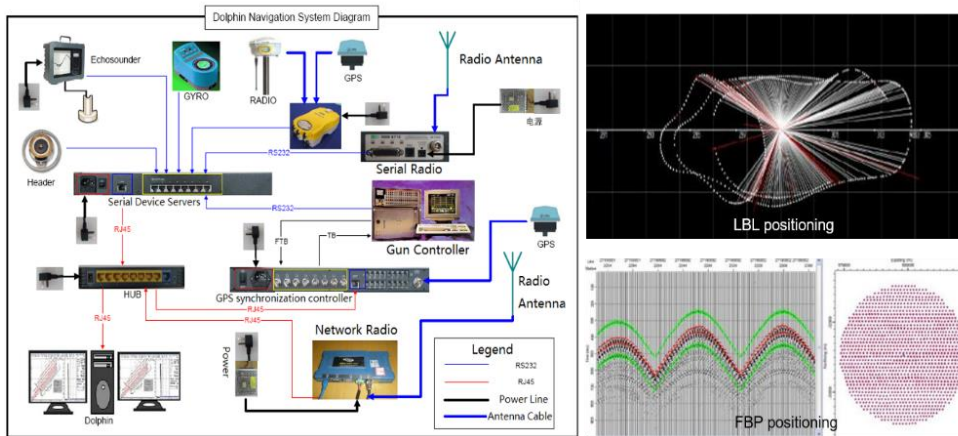 Dolphin Navigation System Diagram
Echosounder
GYRO
RADIO
GPS
Radio Antenna
电源
Header
RS232
Serial Radio
Serial Device Servers
RS232
RJ45
FTB
TB
Gun Controller
GPS
HUB
GPS synchronization controller
RJ45
RJ45
RJ45
Network Radio
Radio
Antenna
Power
Dolphin
Legend
RS232
RJ45
Power Line
Antenna Cable
LBL positioning
FBP positioning